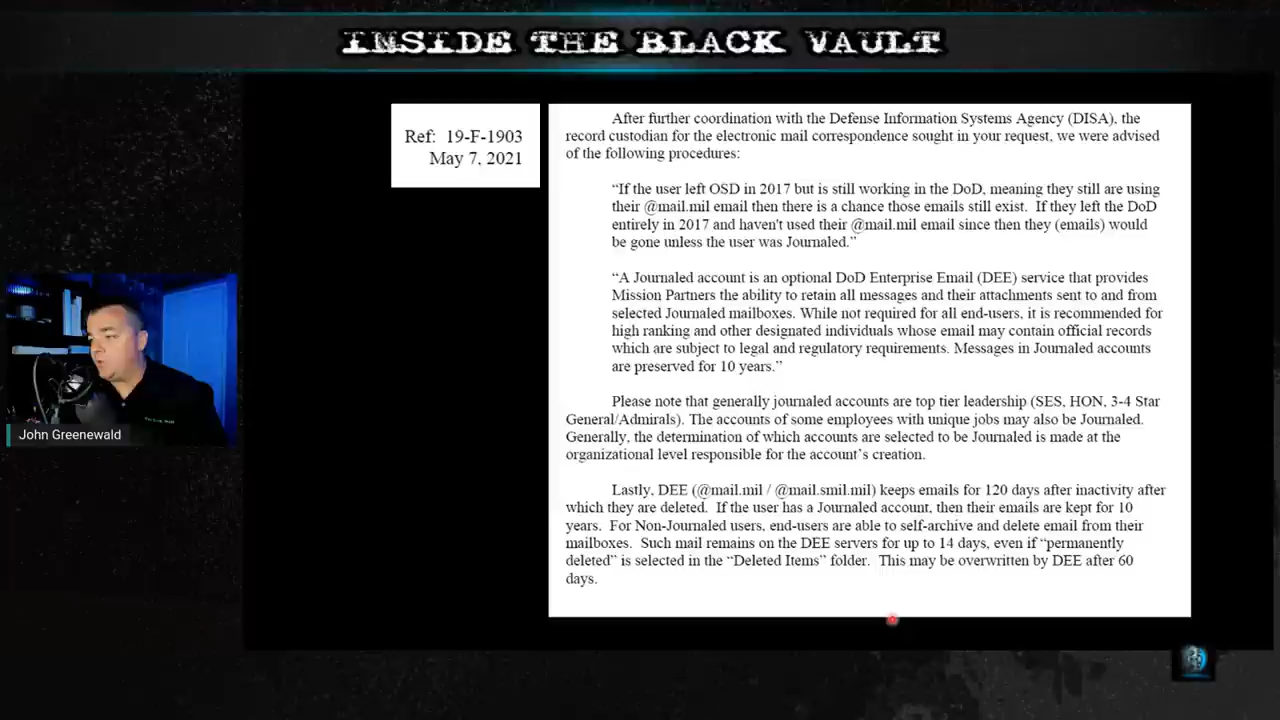 INSIDE THE BLACK VAULT
Ref: 19-F-1903
May 7, 2021
After further coordination with the Defense Information Systems Agency (DISA), the
record custodian for the electronic mail correspondence sought in your request, we were advised
of the following procedures:
“If the user left OSD in 2017 but is still working in the DoD, meaning they still are using
their @mail.mil email then there is a chance those emails still exist. If they left the DoD
entirely in 2017 and haven't used their @mail.mil email since then they (emails) would
be gone unless the user was Journaled.”
“A Journaled account is an optional DoD Enterprise Email (DEE) service that provides
Mission Partners the ability to retain all messages and their attachments sent to and from
selected Journaled mailboxes. While not required for all end-users, it is recommended for
high ranking and other designated individuals whose email may contain official records
which are subject to legal and regulatory requirements. Messages in Journaled accounts
are preserved for 10 years.”
Please note that generally journaled accounts are top tier leadership (SES, HON, 3-4 Star
General/Admirals). The accounts of some employees with unique jobs may also be Journaled.
Generally, the determination of which accounts are selected to be Journaled is made at the
organizational level responsible for the account’s creation.
Lastly, DEE (@mail.mil / @mail.smil.mil) keeps emails for 120 days after inactivity after
which they are deleted. If the user has a Journaled account, then their emails are kept for 10
years. For Non-Journaled users, end-users are able to self-archive and delete email from their
mailboxes. Such mail remains on the DEE servers for up to 14 days, even if “permanently
deleted” is selected in the “Deleted Items” folder. This may be overwritten by DEE after 60
days.
John Greenewald